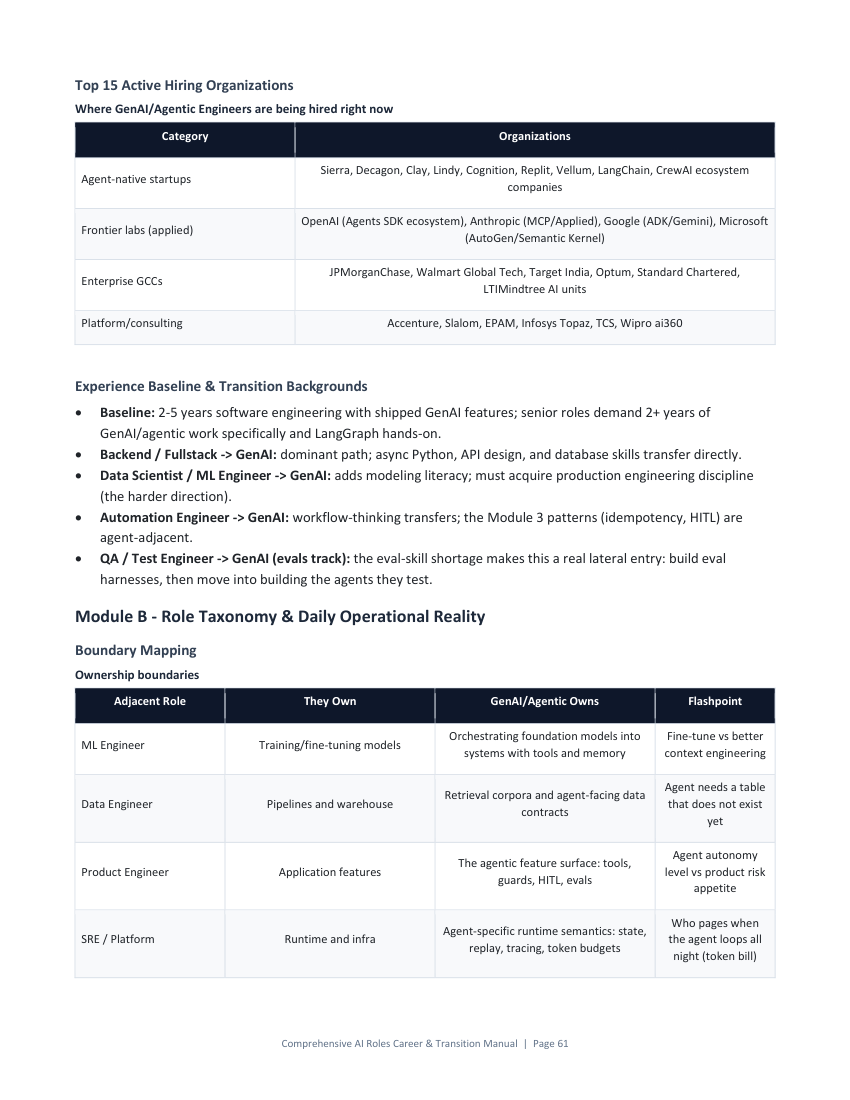 Top 15 Active Hiring Organizations
Where GenAI/Agentic Engineers are being hired right now
Category Organizations
Agent-native startups
Sierra, Decagon, Clay, Lindy, Cognition, Replit, Vellum, LangChain, CrewAI ecosystem
companies
Frontier labs (applied)
OpenAI (Agents SDK ecosystem), Anthropic (MCP/Applied), Google (ADK/Gemini), Microsoft
(AutoGen/Semantic Kernel)
Enterprise GCCs
JPMorganChase, Walmart Global Tech, Target India, Optum, Standard Chartered,
LTIMindtree AI units
Platform/consulting
Accenture, Slalom, EPAM, Infosys Topaz, TCS, Wipro ai360
Experience Baseline & Transition Backgrounds
• Baseline: 2-5 years software engineering with shipped GenAI features; senior roles demand 2+ years of
GenAI/agentic work specifically and LangGraph hands-on.
• Backend / Fullstack -> GenAI: dominant path; async Python, API design, and database skills transfer directly.
• Data Scientist / ML Engineer -> GenAI: adds modeling literacy; must acquire production engineering discipline
(the harder direction).
• Automation Engineer -> GenAI: workflow-thinking transfers; the Module 3 patterns (idempotency, HITL) are
agent-adjacent.
• QA / Test Engineer -> GenAI (evals track): the eval-skill shortage makes this a real lateral entry: build eval
harnesses, then move into building the agents they test.
Module B - Role Taxonomy & Daily Operational Reality
Boundary Mapping
Ownership boundaries
Adjacent Role They Own GenAI/Agentic Owns Flashpoint
ML Engineer
Training/fine-tuning models
Orchestrating foundation models into
systems with tools and memory
Fine-tune vs better
context engineering
Data Engineer
Pipelines and warehouse
Retrieval corpora and agent-facing data
contracts
Agent needs a table
that does not exist
yet
Product Engineer
Application features
The agentic feature surface: tools,
guards, HITL, evals
Agent autonomy
level vs product risk
appetite
SRE / Platform
Runtime and infra
Agent-specific runtime semantics: state,
replay, tracing, token budgets
Who pages when
the agent loops all
night (token bill)
Comprehensive AI Roles Career & Transition Manual | Page 61